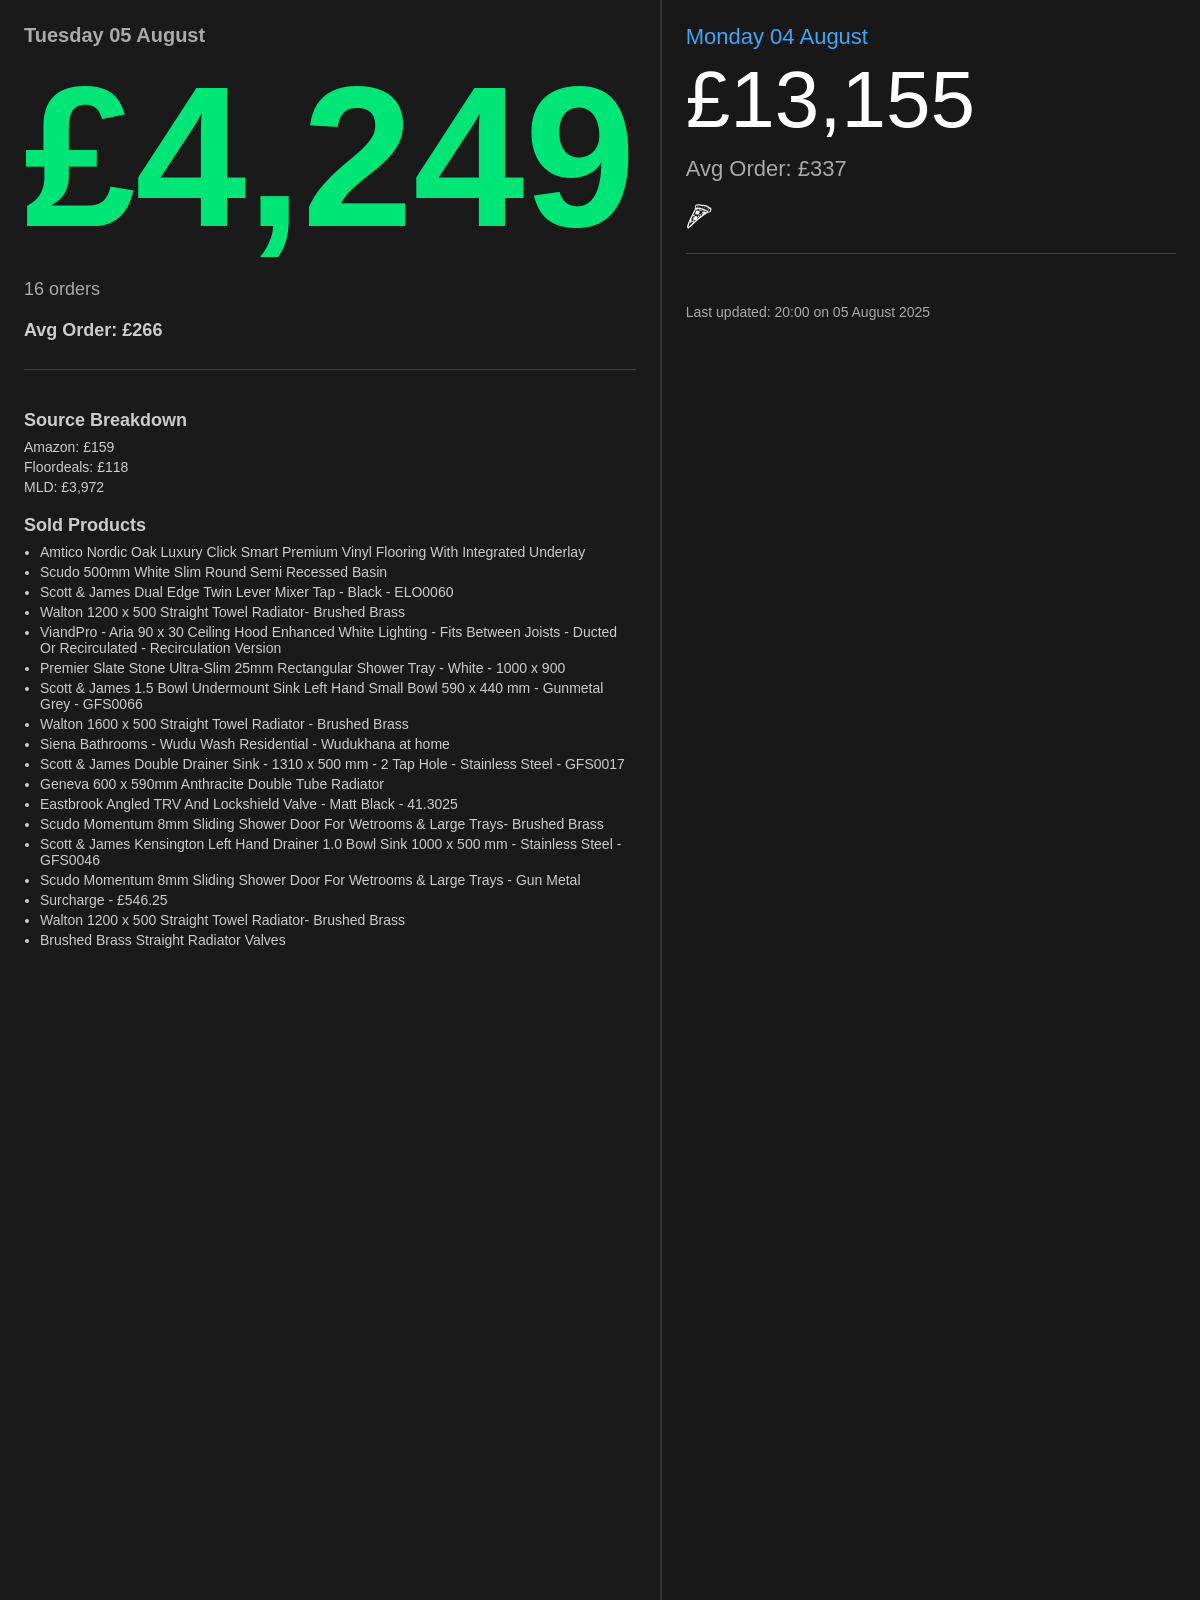 Tuesday 05 August
£4,249
16 orders
Avg Order: £266
Source Breakdown
Amazon: £159
Floordeals: £118
MLD: £3,972
Sold Products
• Amtico Nordic Oak Luxury Click Smart Premium Vinyl Flooring With Integrated Underlay
• Scudo 500mm White Slim Round Semi Recessed Basin
• Scott & James Dual Edge Twin Lever Mixer Tap - Black - ELO0060
• Walton 1200 x 500 Straight Towel Radiator- Brushed Brass
• ViandPro - Aria 90 x 30 Ceiling Hood Enhanced White Lighting - Fits Between Joists - Ducted
Or Recirculated - Recirculation Version
• Premier Slate Stone Ultra-Slim 25mm Rectangular Shower Tray - White - 1000 x 900
• Scott & James 1.5 Bowl Undermount Sink Left Hand Small Bowl 590 x 440 mm - Gunmetal
Grey - GFS0066
• Walton 1600 x 500 Straight Towel Radiator - Brushed Brass
• Siena Bathrooms - Wudu Wash Residential - Wudukhana at home
• Scott & James Double Drainer Sink - 1310 x 500 mm - 2 Tap Hole - Stainless Steel - GFS0017
• Geneva 600 x 590mm Anthracite Double Tube Radiator
• Eastbrook Angled TRV And Lockshield Valve - Matt Black - 41.3025
• Scudo Momentum 8mm Sliding Shower Door For Wetrooms & Large Trays- Brushed Brass
• Scott & James Kensington Left Hand Drainer 1.0 Bowl Sink 1000 x 500 mm - Stainless Steel -
GFS0046
• Scudo Momentum 8mm Sliding Shower Door For Wetrooms & Large Trays - Gun Metal
• Surcharge - £546.25
• Walton 1200 x 500 Straight Towel Radiator- Brushed Brass
• Brushed Brass Straight Radiator Valves
Monday 04 August
£13,155
Avg Order: £337
Last updated: 20:00 on 05 August 2025